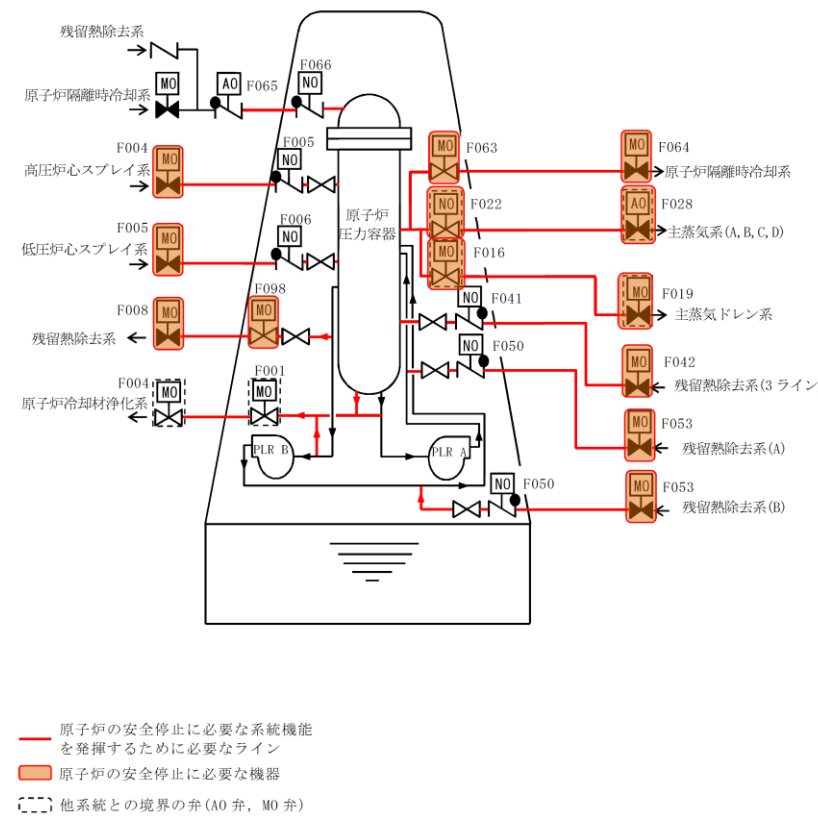 残留熱除去系
MO
AO
F065
F066
NO
原子炉隔離時冷却系
F004
MO
高圧炉心スプレイ系
F005
NO
F005
MO
低圧炉心スプレイ系
F006
NO
F008
MO
残留熱除去系
F098
MO
F004
MO
原子炉冷却材浄化系
F001
MO
原子炉
圧力容器
PLR B
PLR A
MO
F063
MO
F064
原子炉隔離時冷却系
NO
F022
AO
F028
主蒸気系(A,B,C,D)
MO
F016
MO
F019
主蒸気ドレン系
NO
F041
MO
F042
残留熱除去系(3ライン
NO
F050
MO
F053
残留熱除去系(A)
NO
F050
MO
F053
残留熱除去系(B)
原子炉の安全停止に必要な系統機能
を発揮するために必要なライン
原子炉の安全停止に必要な機器
他系統との境界の弁(AO弁, MO弁)